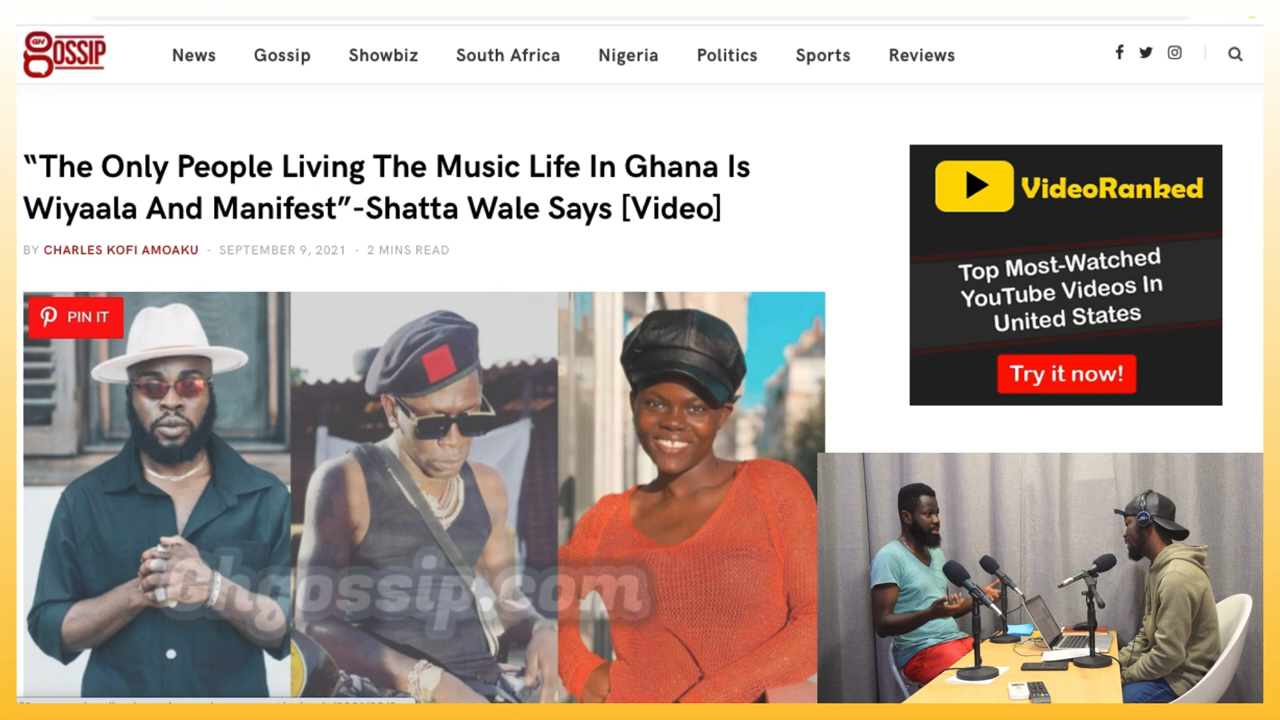 GH
GOSSIP
News Gossip Showbiz South Africa Nigeria Politics Sports Reviews
“The Only People Living The Music Life In Ghana Is
Wiyaala And Manifest”-Shatta Wale Says [Video]
BY CHARLES KOFI AMOAKU - SEPTEMBER 9, 2021 - 2 MINS READ
PIN IT
Ghgossip.com
VideoRanked
Top Most-Watched
YouTube Videos In
United States
Try it now!